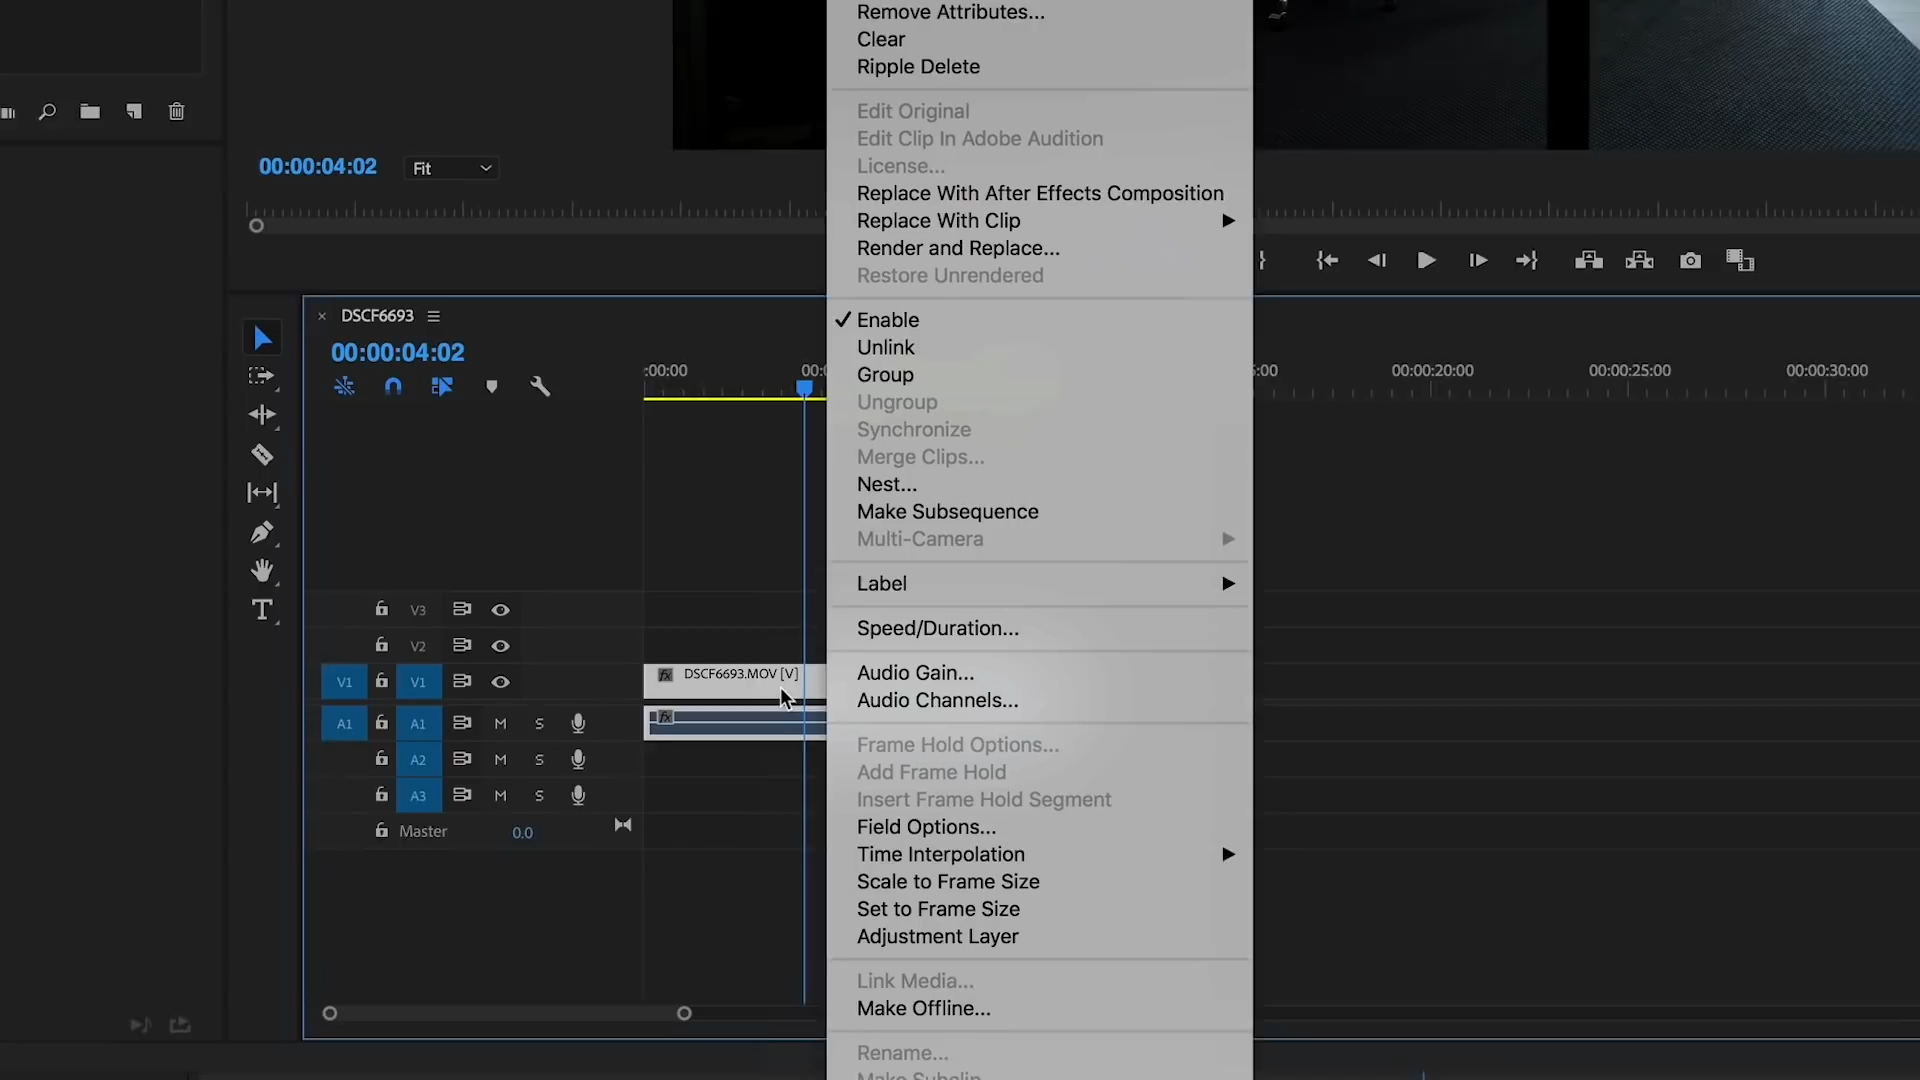 Remove Attributes...
Clear
Ripple Delete
Edit Original
Edit Clip In Adobe Audition
License...
Replace With After Effects Composition
Replace With Clip
Render and Replace...
Restore Unrendered
Enable
Unlink
Group
Ungroup
Synchronize
Merge Clips...
Nest...
Make Subsequence
Multi-Camera
Label
Speed/Duration...
Audio Gain...
Audio Channels...
Frame Hold Options...
Add Frame Hold
Insert Frame Hold Segment
Field Options...
Time Interpolation
Scale to Frame Size
Set to Frame Size
Adjustment Layer
Link Media...
Make Offline...
Rename...
Make Subclip
00:00:04:02
Fit
DSCF6693
00:00:04:02
:00:00
00:0
5:00
00:00:20:00
00:00:25:00
00:00:30:00
V3
V2
V1
V1
fx DSCF6693.MOV [V]
A1
A1
M
S
fx
A2
M
S
A3
M
S
Master
0.0
T